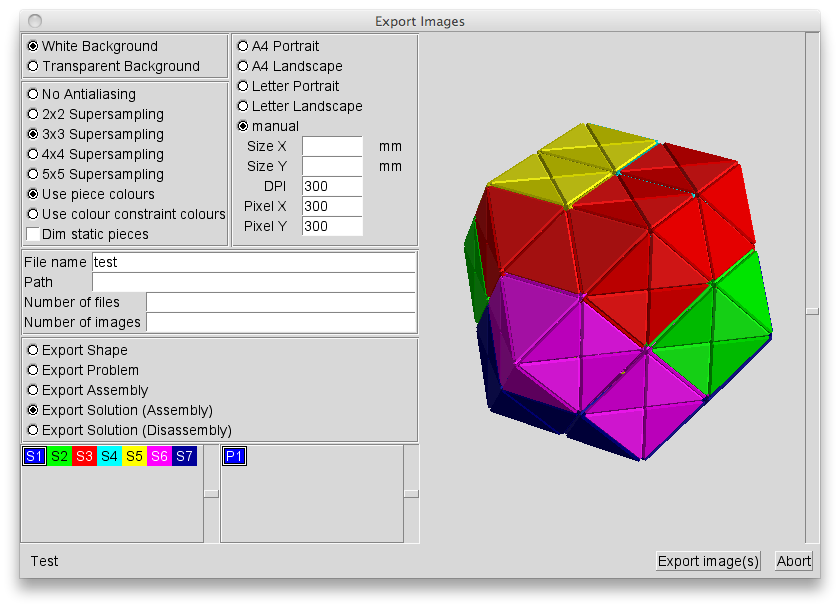 Export Images
White Background
Transparent Background
No Antialiasing
2x2 Supersampling
3x3 Supersampling
4x4 Supersampling
5x5 Supersampling
Use piece colours
Use colour constraint colours
Dim static pieces
A4 Portrait
A4 Landscape
Letter Portrait
Letter Landscape
manual
Size X mm
Size Y mm
DPI 300
Pixel X 300
Pixel Y 300
File name test
Path
Number of files
Number of images
Export Shape
Export Problem
Export Assembly
Export Solution (Assembly)
Export Solution (Disassembly)
S1 S2 S3 S4 S5 S6 S7
P1
Test
Export image(s) Abort